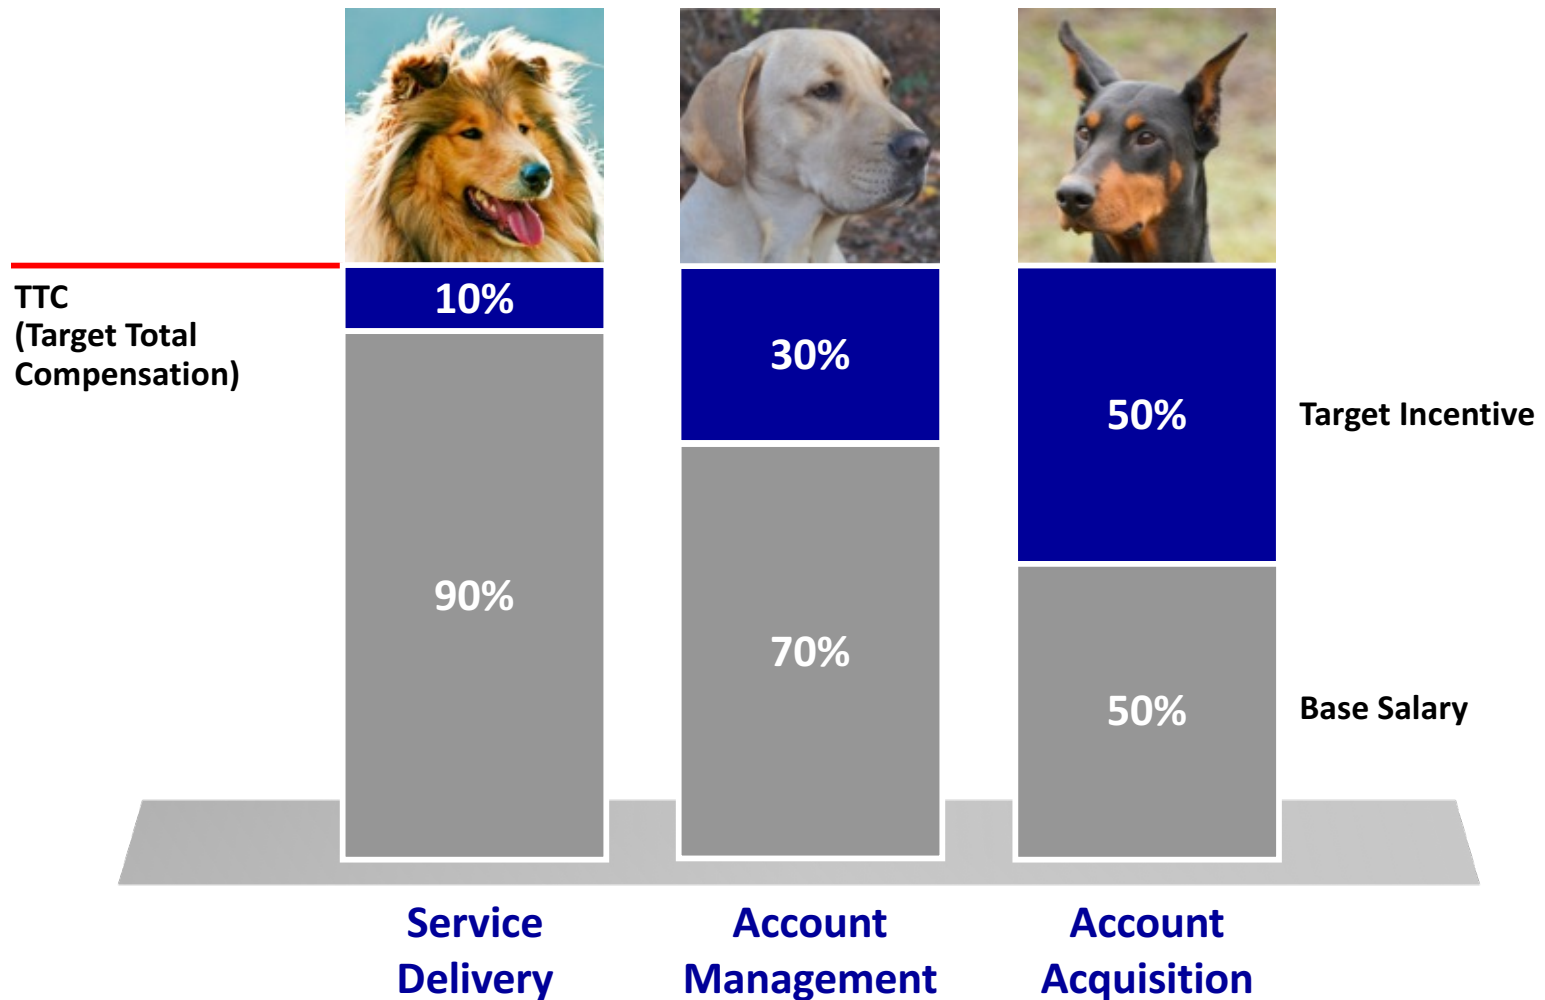 TTC
(Target Total
Compensation)
10%
30%
50%
Target Incentive
90%
70%
50%
Base Salary
Service
Delivery
Account
Management
Account
Acquisition